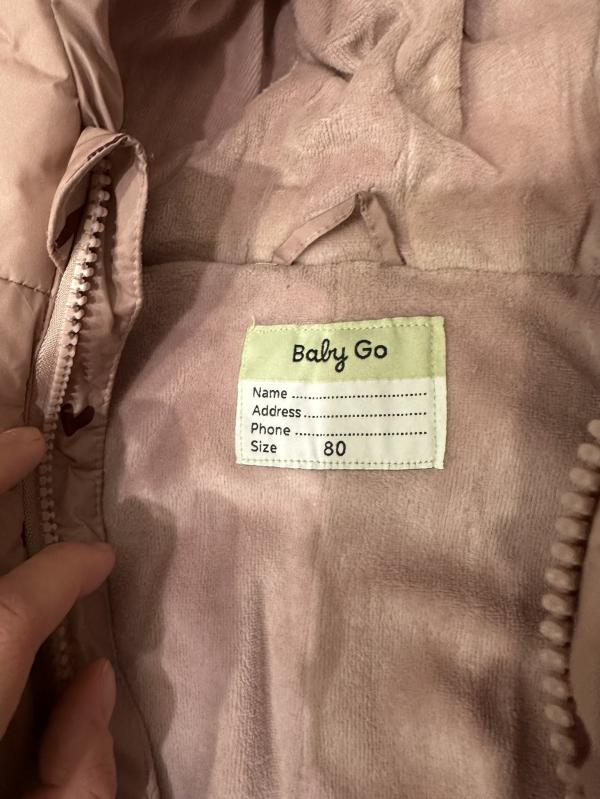 Baby Go
Name ..............................
Address...........................
Phone ..............................
Size 80